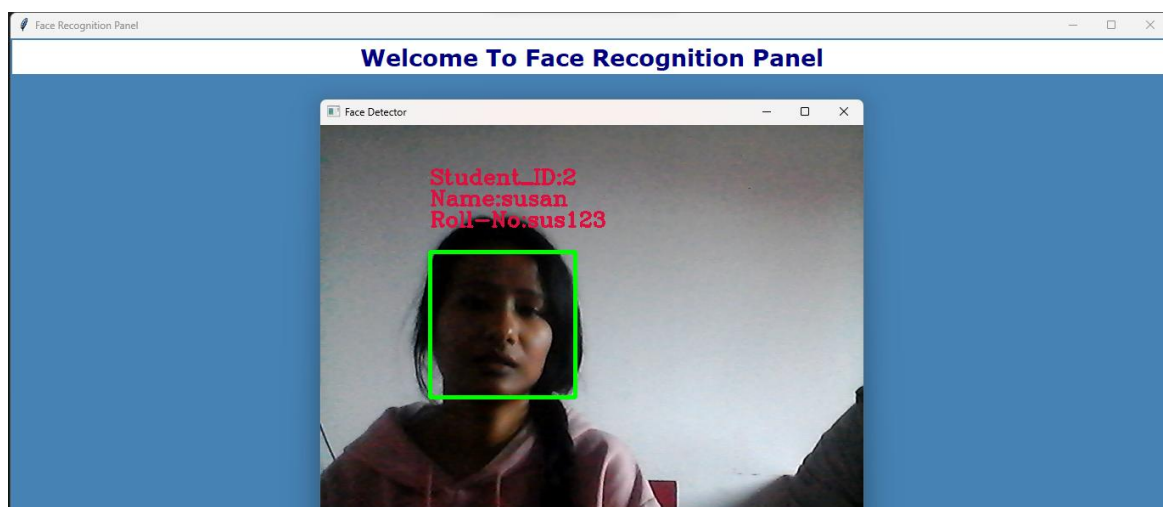 Face Recognition Panel
Welcome To Face Recognition Panel
Face Detector
Student_ID:2
Name:susan
Roll-No:sus123